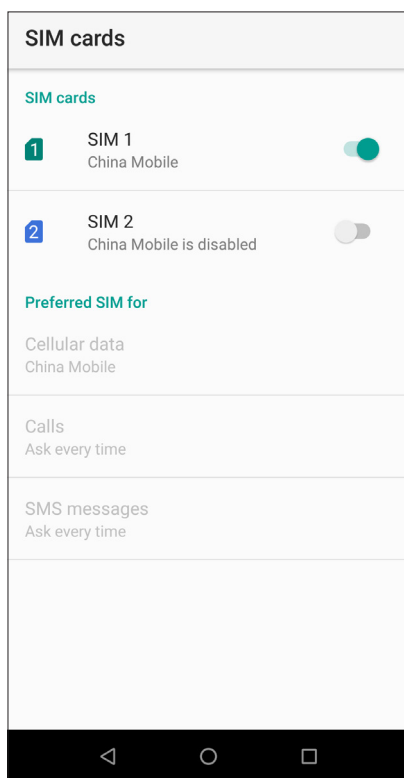 SIM cards
SIM cards
1
SIM 1
China Mobile
2
SIM 2
China Mobile is disabled
Preferred SIM for
Cellular data
China Mobile
Calls
Ask every time
SMS messages
Ask every time